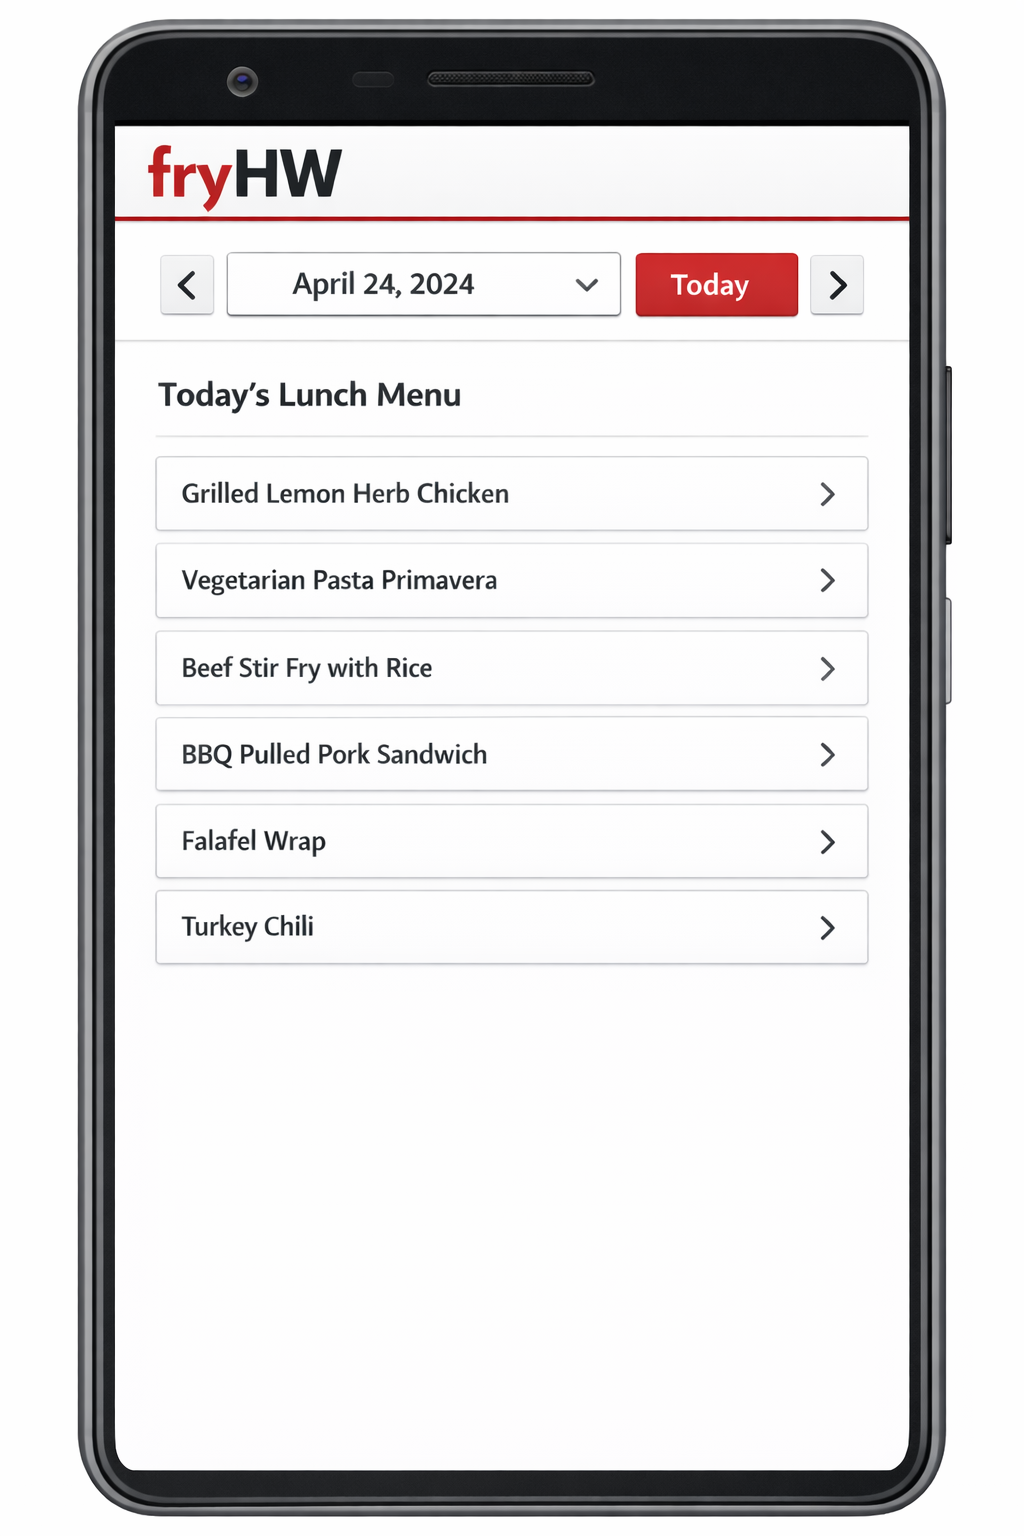 fryHW
April 24, 2024
Today
Today’s Lunch Menu
Grilled Lemon Herb Chicken
Vegetarian Pasta Primavera
Beef Stir Fry with Rice
BBQ Pulled Pork Sandwich
Falafel Wrap
Turkey Chili